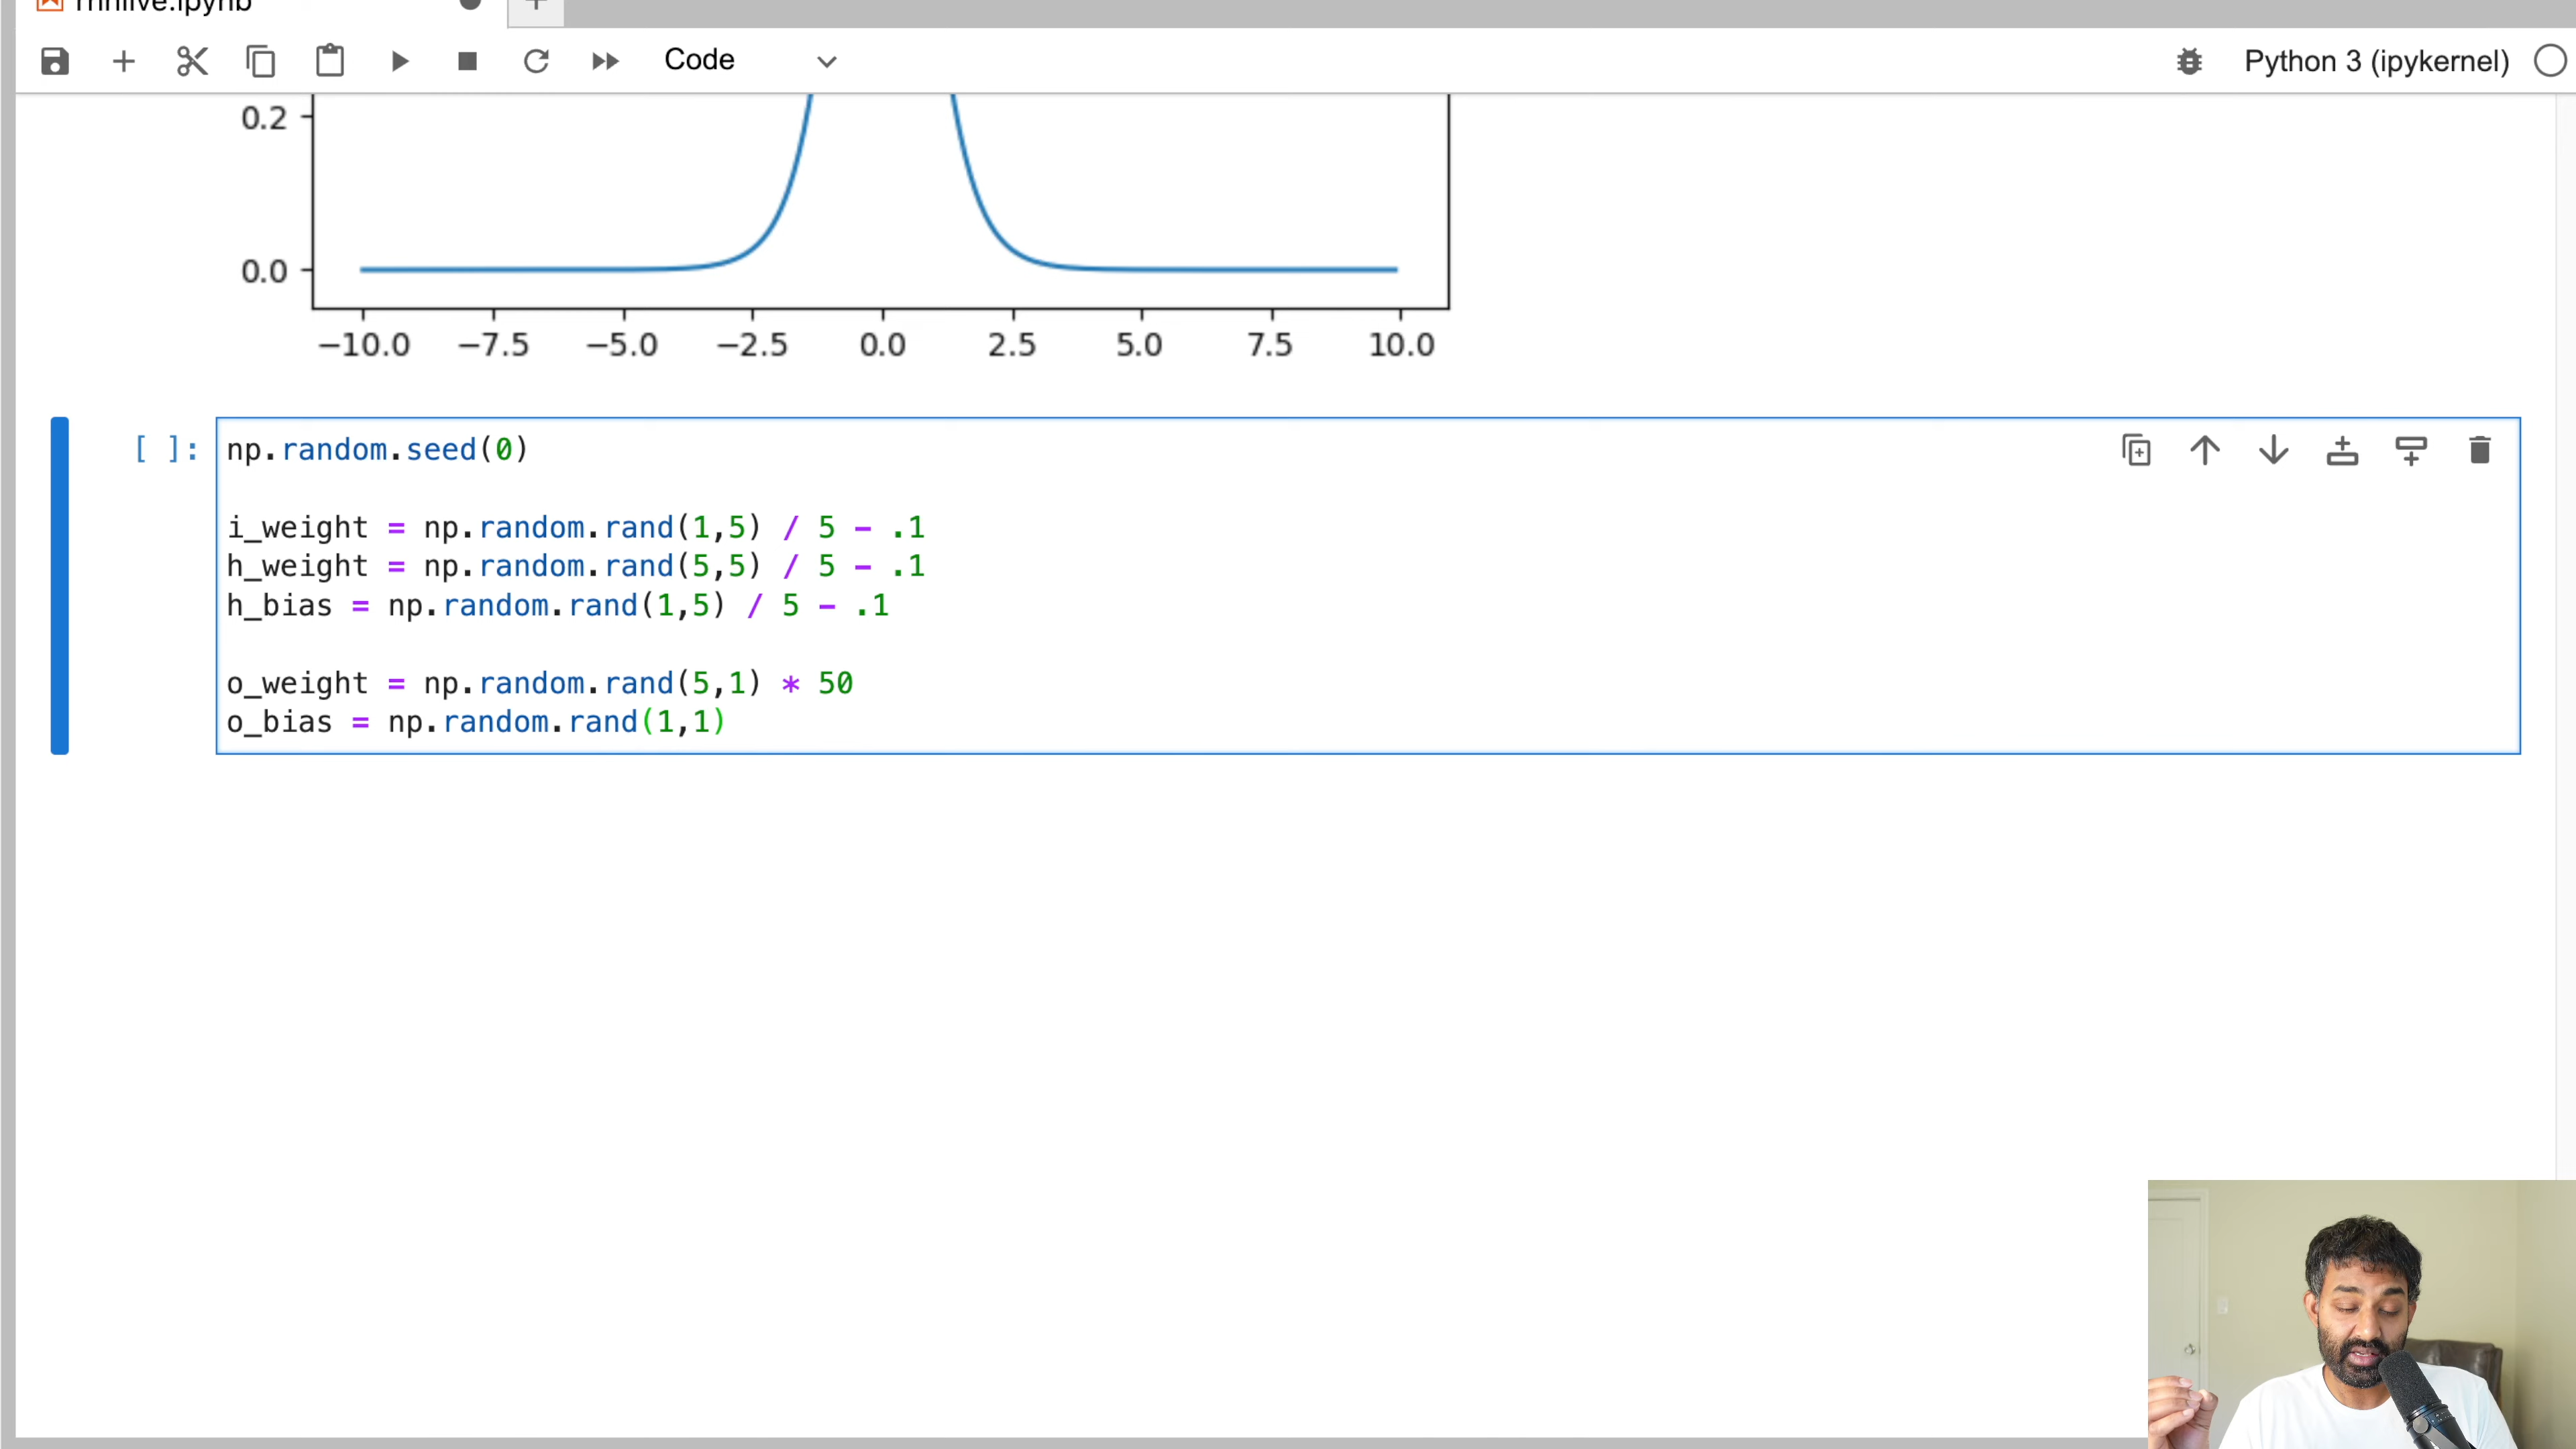 Code
Python 3 (ipykernel)
0.2
0.0
−10.0 −7.5 −5.0 −2.5 0.0 2.5 5.0 7.5 10.0
[ ]:
np.random.seed(0)
i_weight = np.random.rand(1,5) / 5 - .1
h_weight = np.random.rand(5,5) / 5 - .1
h_bias = np.random.rand(1,5) / 5 - .1
o_weight = np.random.rand(5,1) * 50
o_bias = np.random.rand(1,1)